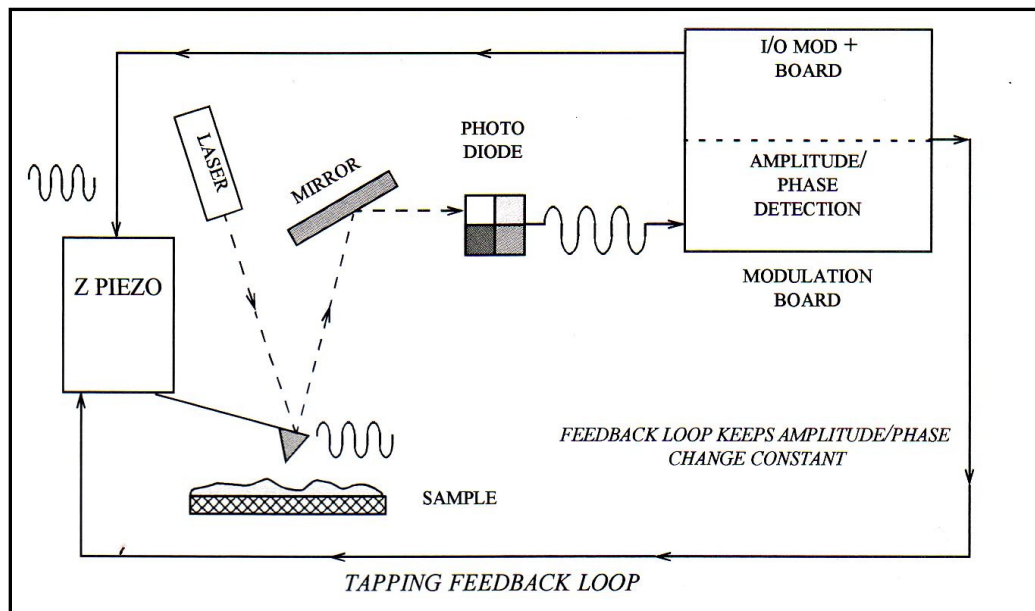 I/O MOD +
BOARD
LASER
MIRROR
PHOTO
DIODE
AMPLITUDE/
PHASE
DETECTION
Z PIEZO
MODULATION
BOARD
FEEDBACK LOOP KEEPS AMPLITUDE/PHASE
CHANGE CONSTANT
SAMPLE
TAPPING FEEDBACK LOOP